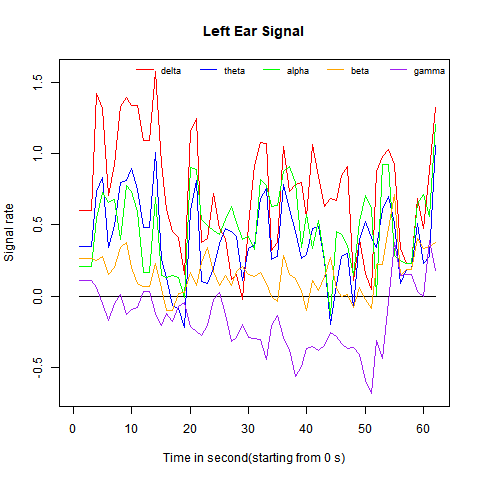 Left Ear Signal
delta theta alpha beta gamma
Signal rate
1.5
1.0
0.5
0.0
-0.5
0 10 20 30 40 50 60
Time in second(starting from 0 s)